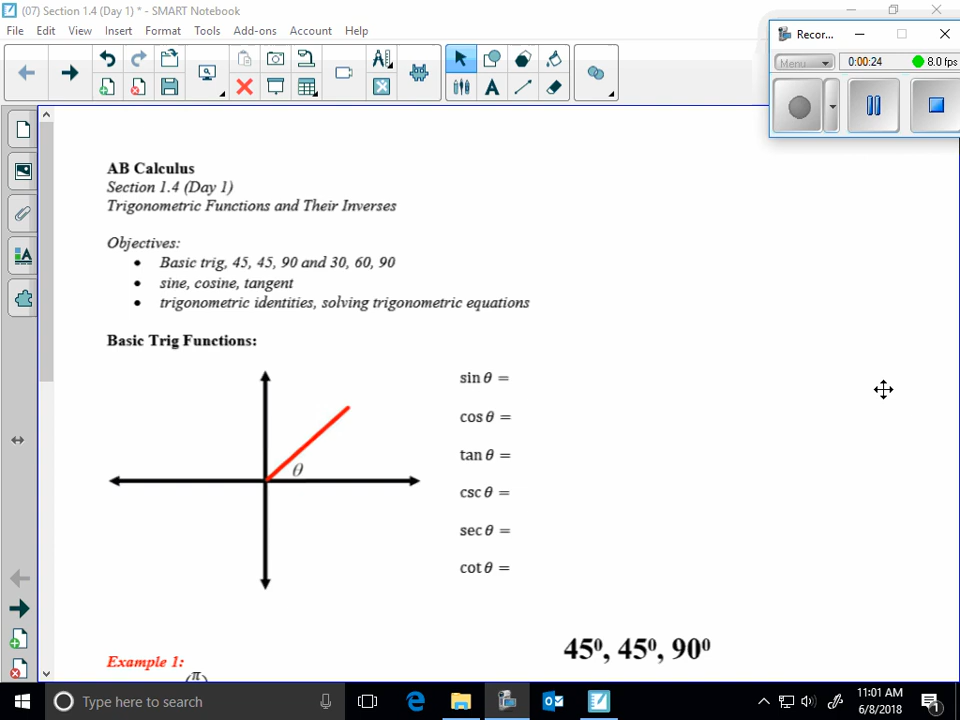 (07) Section 1.4 (Day 1) * - SMART Notebook
File Edit View Insert Format Tools Add-ons Account Help
Recor...
Menu
0:00:24
8.0 fps
AB Calculus
Section 1.4 (Day 1)
Trigonometric Functions and Their Inverses
Objectives:
• Basic trig, 45, 45, 90 and 30, 60, 90
• sine, cosine, tangent
• trigonometric identities, solving trigonometric equations
Basic Trig Functions:
θ
sin θ =
cos θ =
tan θ =
csc θ =
sec θ =
cot θ =
45⁰, 45⁰, 90⁰
Example 1:
π
Type here to search
11:01 AM
6/8/2018
1